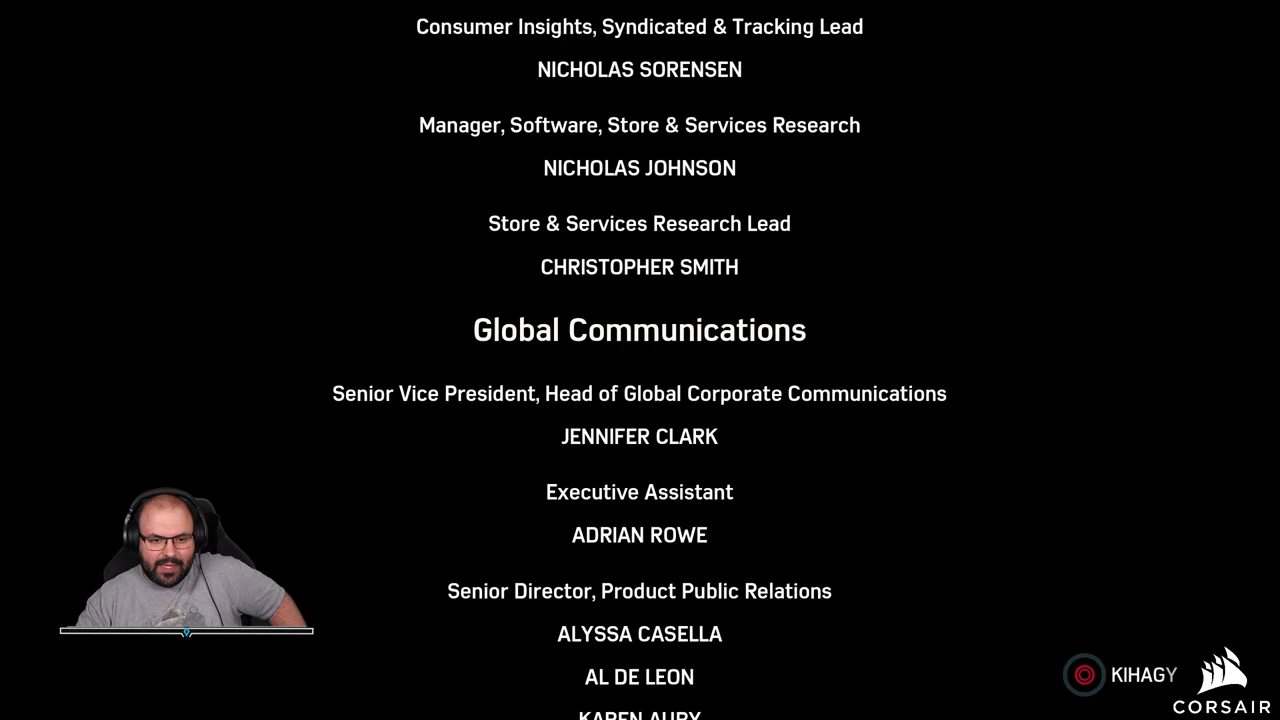 Consumer Insights, Syndicated & Tracking Lead
NICHOLAS SORENSEN
Manager, Software, Store & Services Research
NICHOLAS JOHNSON
Store & Services Research Lead
CHRISTOPHER SMITH
Global Communications
Senior Vice President, Head of Global Corporate Communications
JENNIFER CLARK
Executive Assistant
ADRIAN ROWE
Senior Director, Product Public Relations
ALYSSA CASELLA
AL DE LEON
KAREN AUBY
KIHAGY
CORSAIR